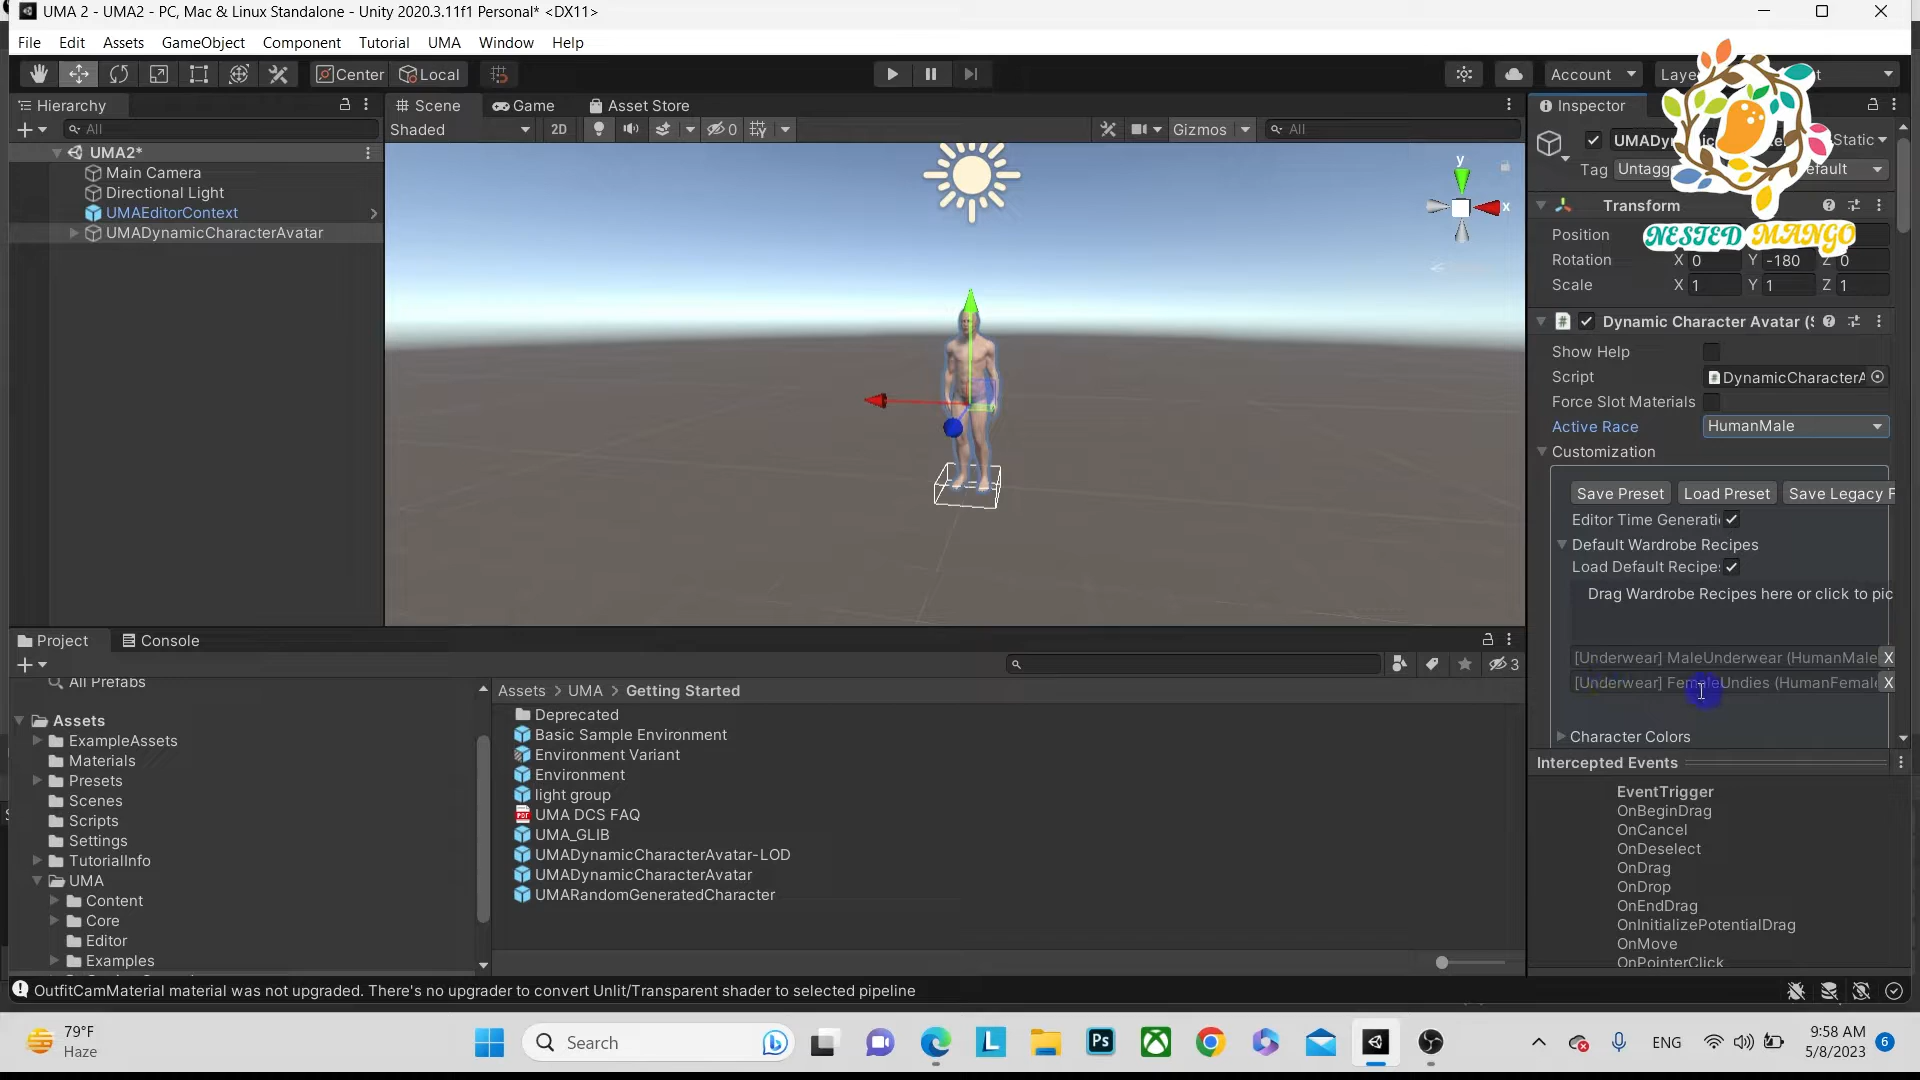 UMA 2 - UMA2 - PC, Mac & Linux Standalone - Unity 2020.3.11f1 Personal* <DX11>
File Edit Assets GameObject Component Tutorial UMA Window Help
Center Local Account
Hierarchy
All
UMA2*
Main Camera
Directional Light
UMAEditorContext
UMADynamicCharacterAvatar
Scene Game Asset Store
Shaded 2D 0 Gizmos All
y
x
Inspector
Static
Tag
NESTED MANGO
Transform
Position
Rotation X 0 Y -180 Z 0
Scale X 1 Y 1 Z 1
Dynamic Character Avatar (S
Show Help
Script DynamicCharacterA
Force Slot Materials
Active Race HumanMale
Customization
Save Preset Load Preset Save Legacy F
Editor Time Generati
Default Wardrobe Recipes
Load Default Recipe:
Drag Wardrobe Recipes here or click to pic
[Underwear] MaleUnderwear (HumanMale X
[Underwear] FemaleUndies (HumanFemale X
Character Colors
Intercepted Events
EventTrigger
OnBeginDrag
OnCancel
OnDeselect
OnDrag
OnDrop
OnEndDrag
OnInitializePotentialDrag
OnMove
OnPointerClick
Project Console
3
All Prefabs
Assets
ExampleAssets
Materials
Presets
Scenes
Scripts
Settings
TutorialInfo
UMA
Content
Core
Editor
Examples
Assets > UMA > Getting Started
Deprecated
Basic Sample Environment
Environment Variant
Environment
light group
UMA DCS FAQ
UMA_GLIB
UMADynamicCharacterAvatar-LOD
UMADynamicCharacterAvatar
UMARandomGeneratedCharacter
OutfitCamMaterial material was not upgraded. There's no upgrader to convert Unlit/Transparent shader to selected pipeline
79°F
Haze
Search
L
Ps
ENG
9:58 AM
5/8/2023
6